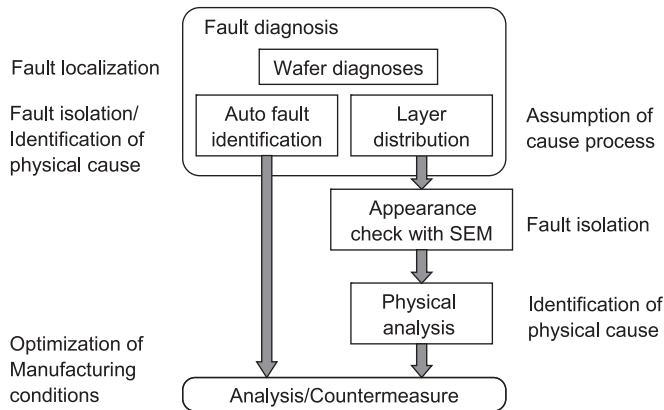 Fault diagnosis
Fault localization
Wafer diagnoses
Fault isolation/
Identification of
physical cause
Auto fault
identification
Layer
distribution
Assumption of
cause process
Appearance
check with SEM
Fault isolation
Physical
analysis
Identification of
physical cause
Optimization of
Manufacturing
conditions
Analysis/Countermeasure